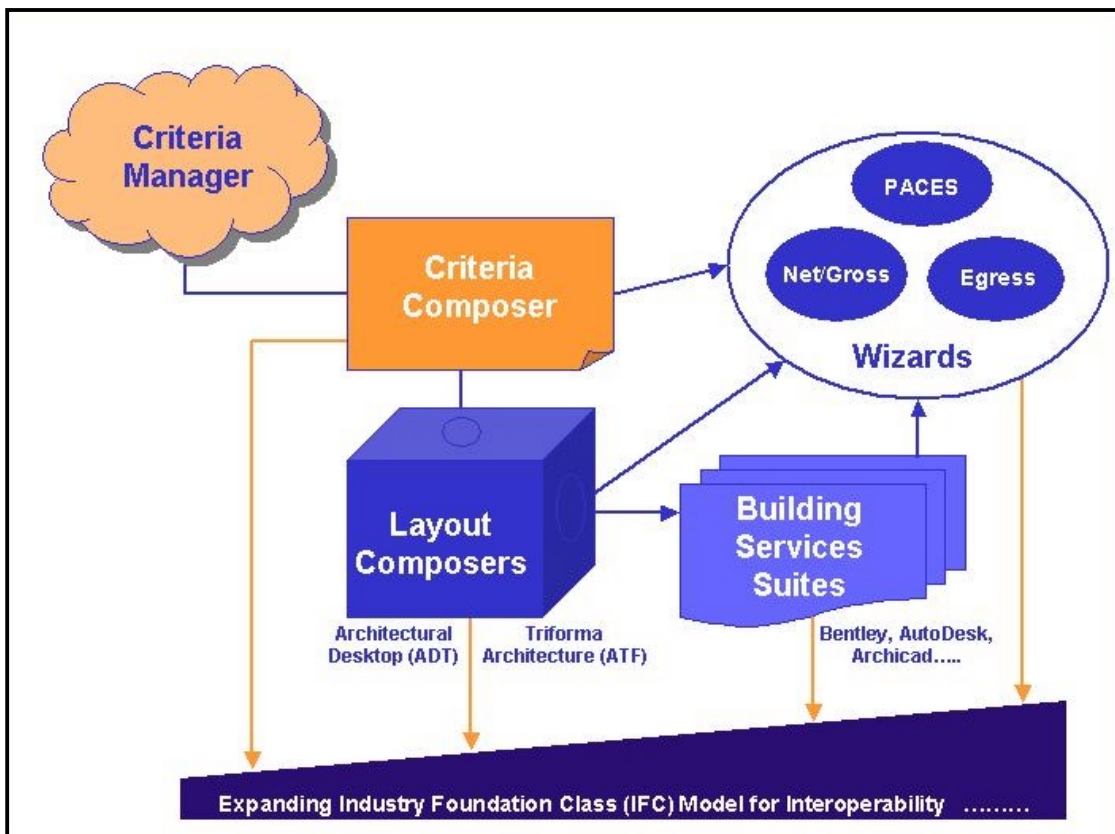 Criteria
Manager
Criteria
Composer
PACES
Net/Gross
Egress
Wizards
Layout
Composers
Building
Services
Suites
Architectural
Desktop (ADT)
Triforma
Architecture (ATF)
Bentley, AutoDesk,
Archicad.....
Expanding Industry Foundation Class (IFC) Model for Interoperability .........